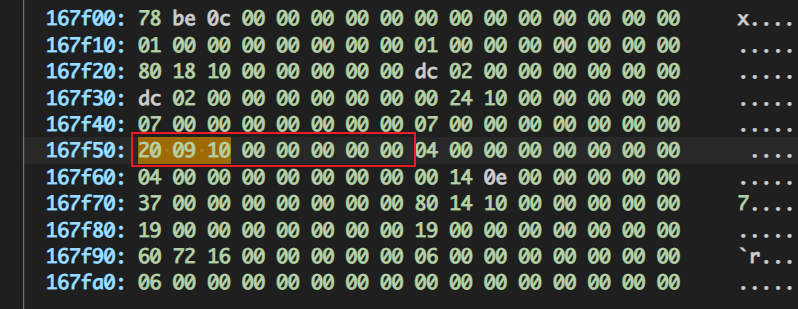 167f00: 78 be 0c 00 00 00 00 00 00 00 00 00 00 00 00 00 x.....
167f10: 01 00 00 00 00 00 00 00 01 00 00 00 00 00 00 00 .....
167f20: 80 18 10 00 00 00 00 00 dc 02 00 00 00 00 00 00 .....
167f30: dc 02 00 00 00 00 00 00 00 24 10 00 00 00 00 00 .....
167f40: 07 00 00 00 00 00 00 00 07 00 00 00 00 00 00 00 .....
167f50: 20 09 10 00 00 00 00 00 04 00 00 00 00 00 00 00 ....
167f60: 04 00 00 00 00 00 00 00 00 14 0e 00 00 00 00 00 .....
167f70: 37 00 00 00 00 00 00 00 80 14 10 00 00 00 00 00 7....
167f80: 19 00 00 00 00 00 00 00 19 00 00 00 00 00 00 00 .....
167f90: 60 72 16 00 00 00 00 00 06 00 00 00 00 00 00 00 `r...
167fa0: 06 00 00 00 00 00 00 00 00 00 00 00 00 00 00 00 .....